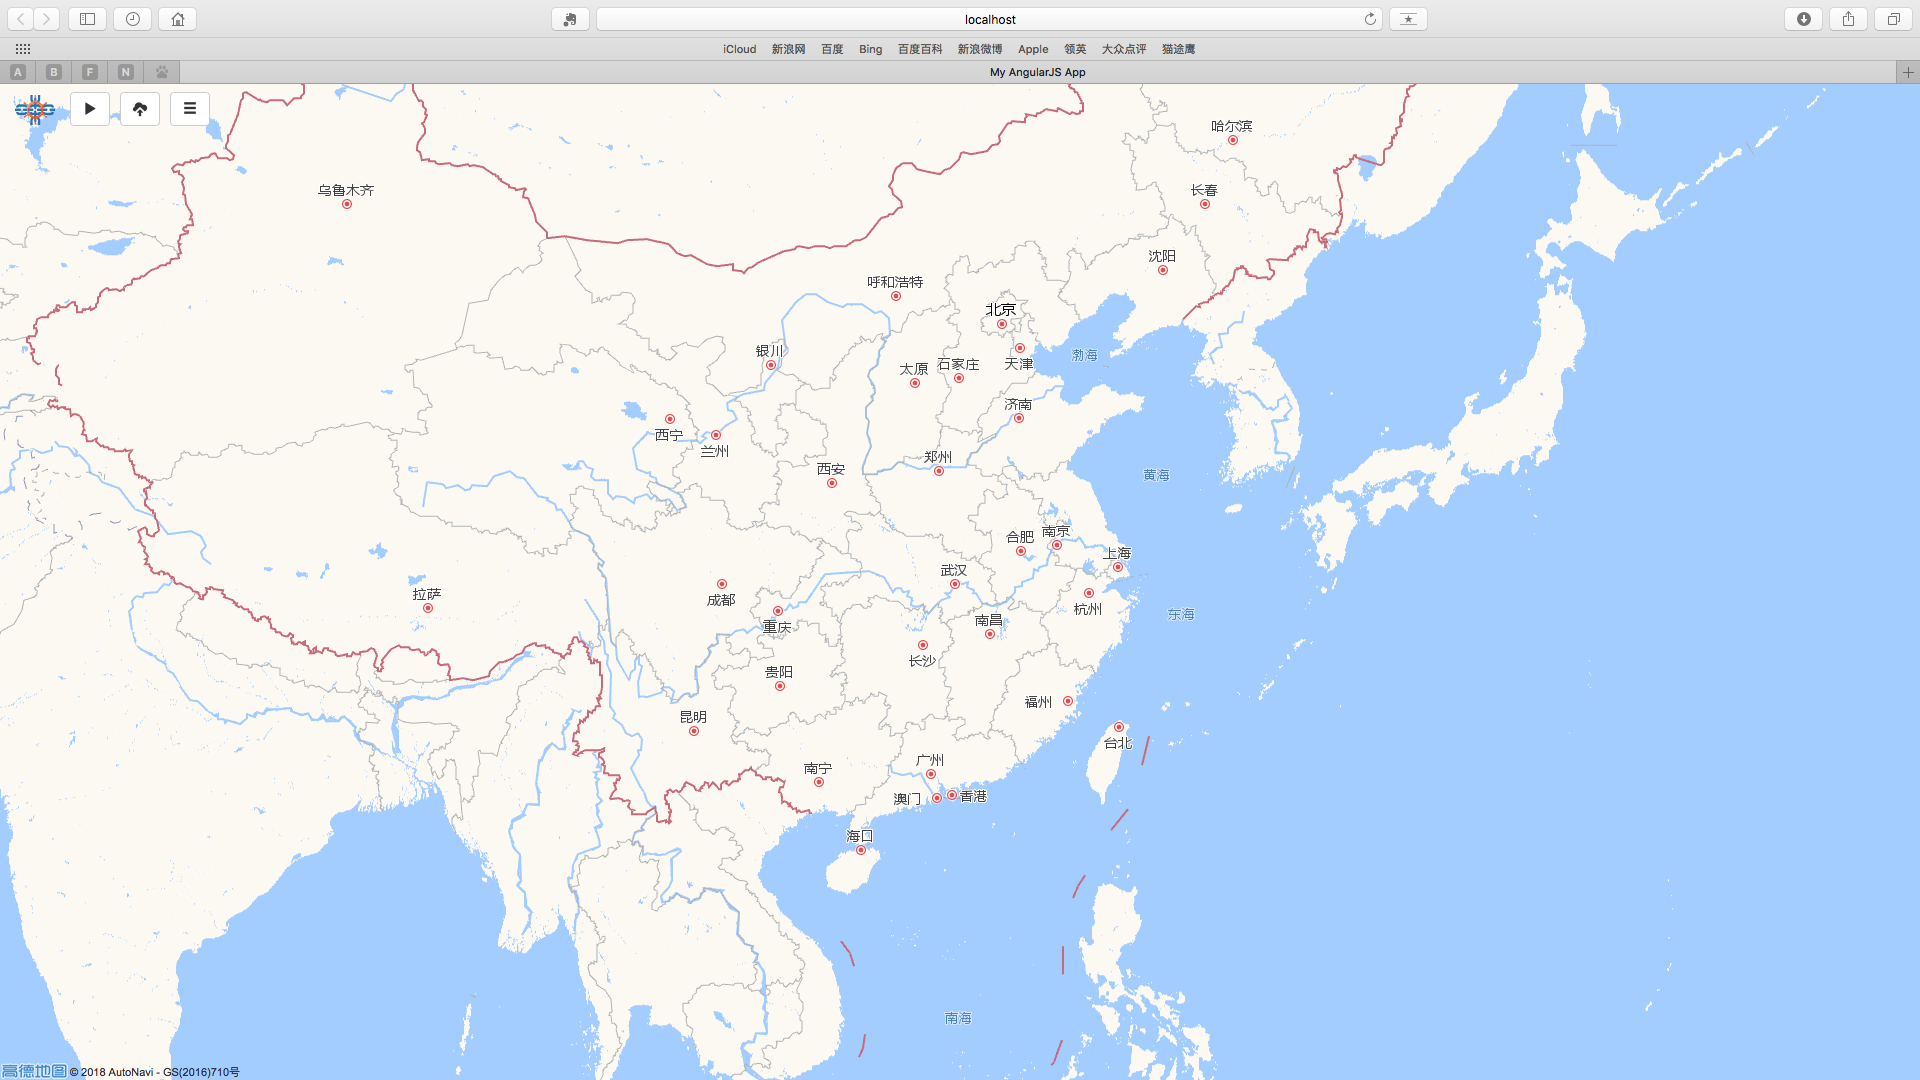 localhost
iCloud 新浪网 百度 Bing 百度百科 新浪微博 Apple 领英 大众点评 猫途鹰
A B F N My AngularJS App
哈尔滨
乌鲁木齐
长春
沈阳
呼和浩特
北京
银川
渤海
太原
石家庄
天津
济南
西宁
兰州
郑州
西安
黄海
合肥
南京
上海
武汉
拉萨
成都
杭州
东海
南昌
重庆
长沙
贵阳
福州
昆明
台北
广州
南宁
澳门
香港
海口
南海
高德地图 © 2018 AutoNavi - GS(2016)710号